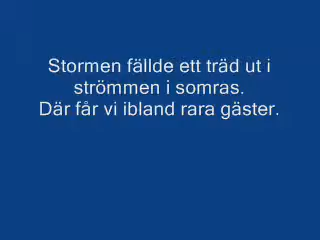 Stormen fällde ett träd ut i
strömmen i somras.
Där får vi ibland rara gäster.